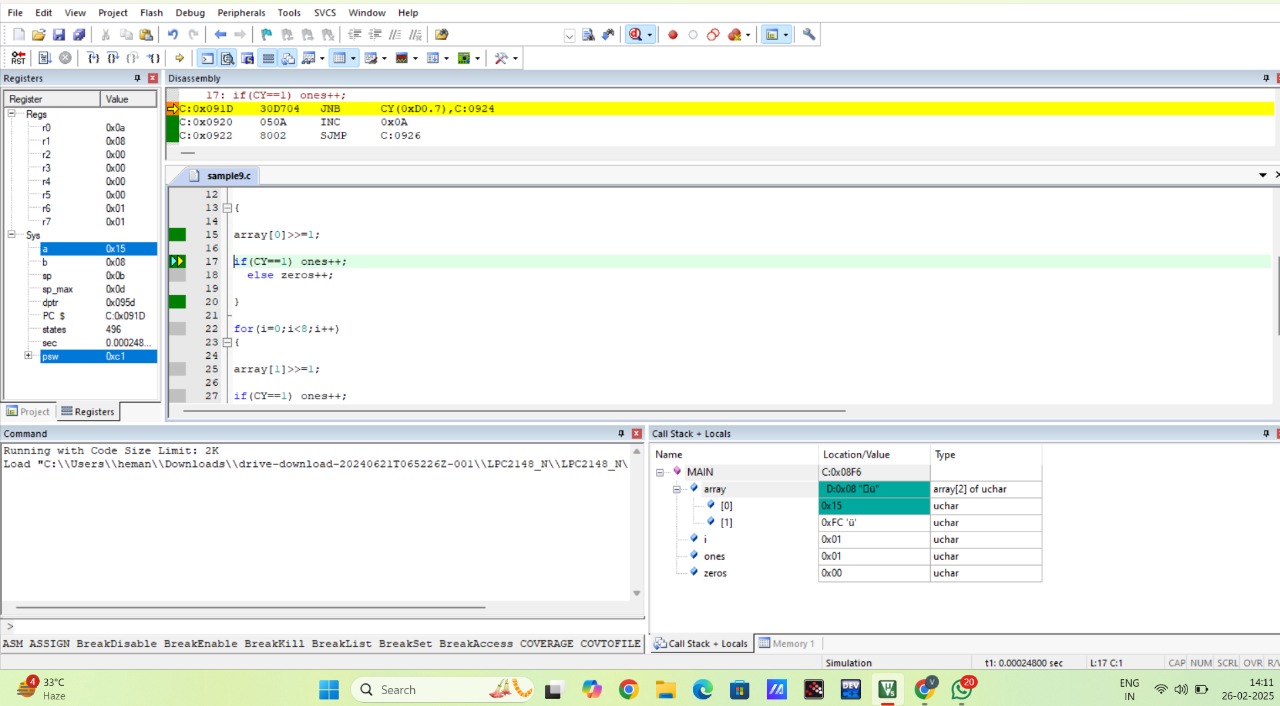 File Edit View Project Flash Debug Peripherals Tools SVCS Window Help
RST
Registers
Register Value
Regs
r0 0x0a
r1 0x08
r2 0x00
r3 0x00
r4 0x00
r5 0x00
r6 0x01
r7 0x01
Sys
a 0x15
b 0x08
sp 0x0b
sp_max 0x0d
dptr 0x095d
PC $ C:0x091D
states 496
sec 0.000248...
psw 0xc1
Project Registers
Disassembly
17: if(CY==1) ones++;
C:0x091D 30D704 JNB CY(0xD0.7),C:0924
C:0x0920 050A INC 0x0A
C:0x0922 8002 SJMP C:0926
sample9.c
12
13 {
14
15 array[0]>>=1;
16
17 if(CY==1) ones++;
18 else zeros++;
19
20 }
21
22 for(i=0;i<8;i++)
23 {
24
25 array[1]>>=1;
26
27 if(CY==1) ones++;
Command
Running with Code Size Limit: 2K
Load "C:\\Users\\heman\\Downloads\\drive-download-20240621T065226Z-001\\LPC2148_N\\LPC2148_N\
>
ASM ASSIGN BreakDisable BreakEnable BreakKill BreakList BreakSet BreakAccess COVERAGE COVTOFILE
Call Stack + Locals
Name Location/Value Type
MAIN C:0x08F6
array D:0x08 "□ü" array[2] of uchar
[0] 0x15 uchar
[1] 0xFC 'ü' uchar
i 0x01 uchar
ones 0x01 uchar
zeros 0x00 uchar
Call Stack + Locals Memory 1
Simulation t1: 0.00024800 sec L:17 C:1 CAP NUM SCRL OVR R/
4 33°C
Haze
Search
DEV
V
20
ENG
IN
14:11
26-02-2025